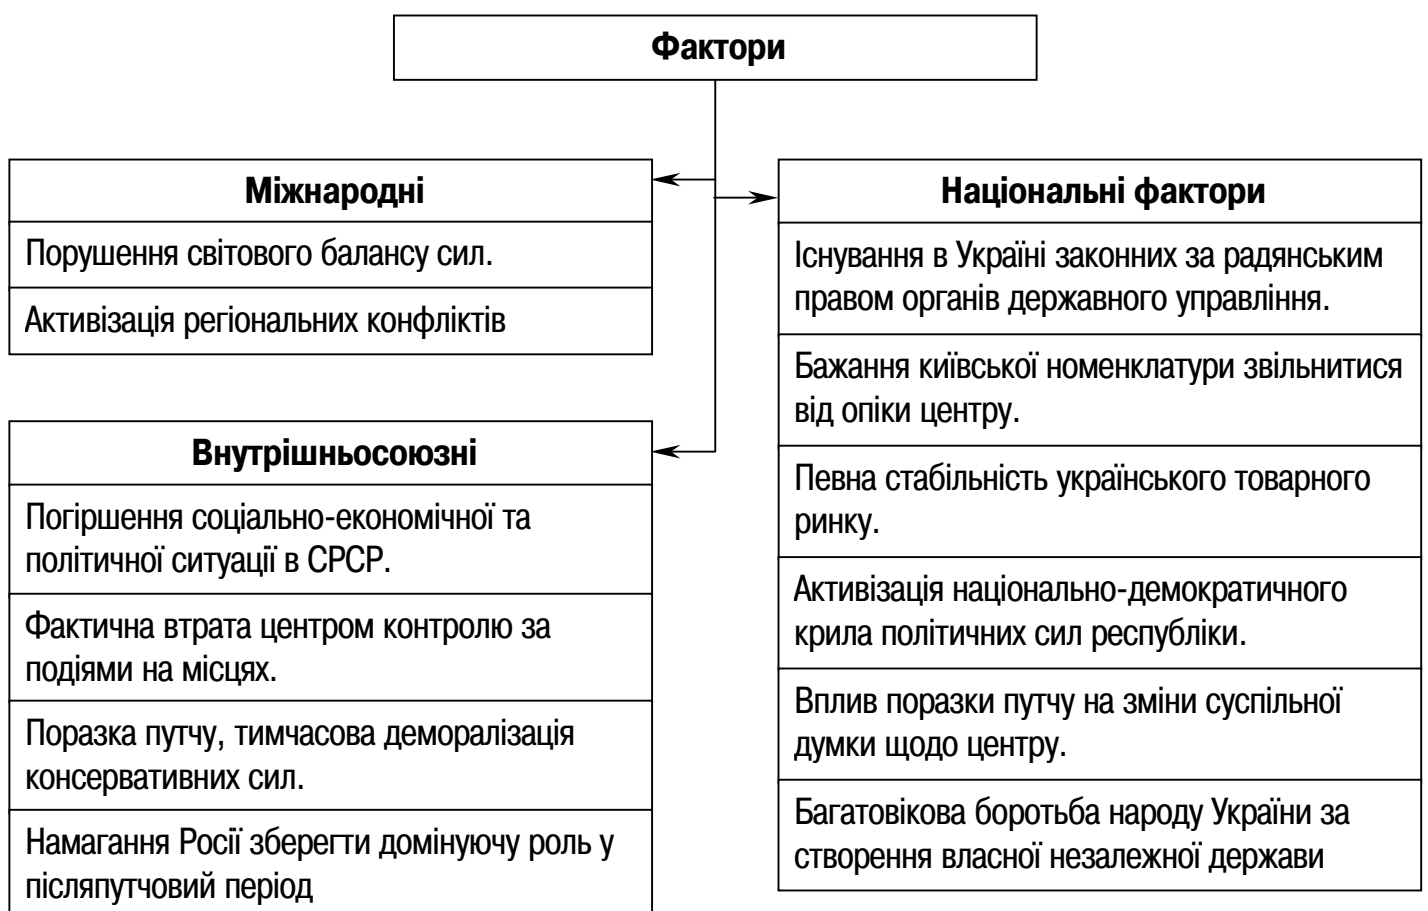 Фактори
Міжнародні
Порушення світового балансу сил.
Активізація регіональних конфліктів
Внутрішньосоюзні
Погіршення соціально-економічної та
політичної ситуації в СРСР.
Фактична втрата центром контролю за
подіями на місцях.
Поразка путчу, тимчасова деморалізація
консервативних сил.
Намагання Росії зберегти домінуючу роль у
післяпутчовий період
Національні фактори
Існування в Україні законних за радянським
правом органів державного управління.
Бажання київської номенклатури звільнитися
від опіки центру.
Певна стабільність українського товарного
ринку.
Активізація національно-демократичного
крила політичних сил республіки.
Вплив поразки путчу на зміни суспільної
думки щодо центру.
Багатовікова боротьба народу України за
створення власної незалежної держави